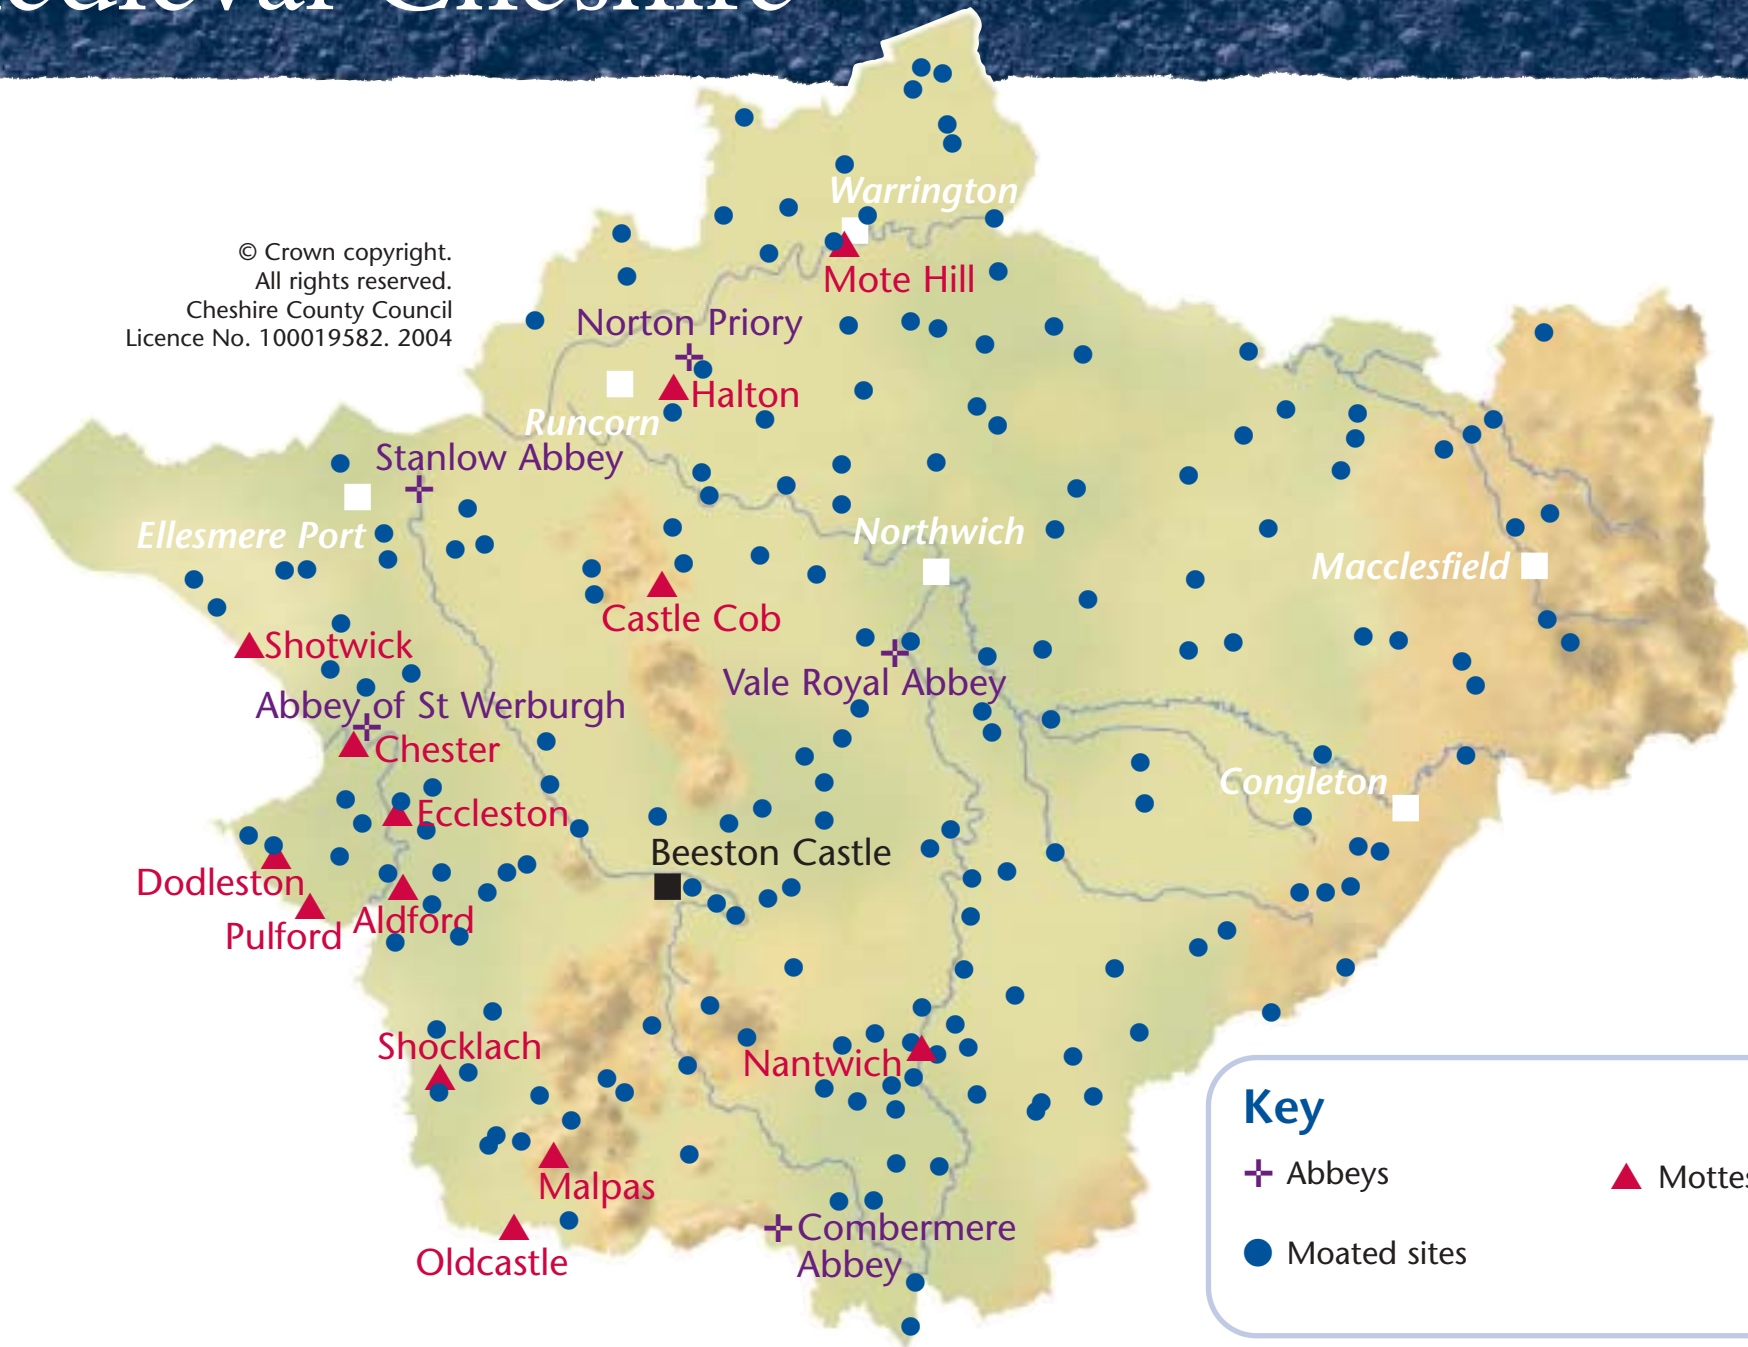 Cheshire
Warrington
© Crown copyright.
All rights reserved.
Cheshire County Council
Licence No. 100019582. 2004
Mote Hill
Norton Priory
Halton
Runcorn
Stanlow Abbey
Ellesmere Port
Northwich
Macclesfield
Castle Cob
Shotwick
Vale Royal Abbey
Abbey of St Werburgh
Chester
Congleton
Eccleston
Beeston Castle
Dodleston
Aldford
Pulford
Shocklach
Nantwich
Malpas
Oldcastle
Combermere
Abbey
Key
Abbeys
Mottes
Moated sites